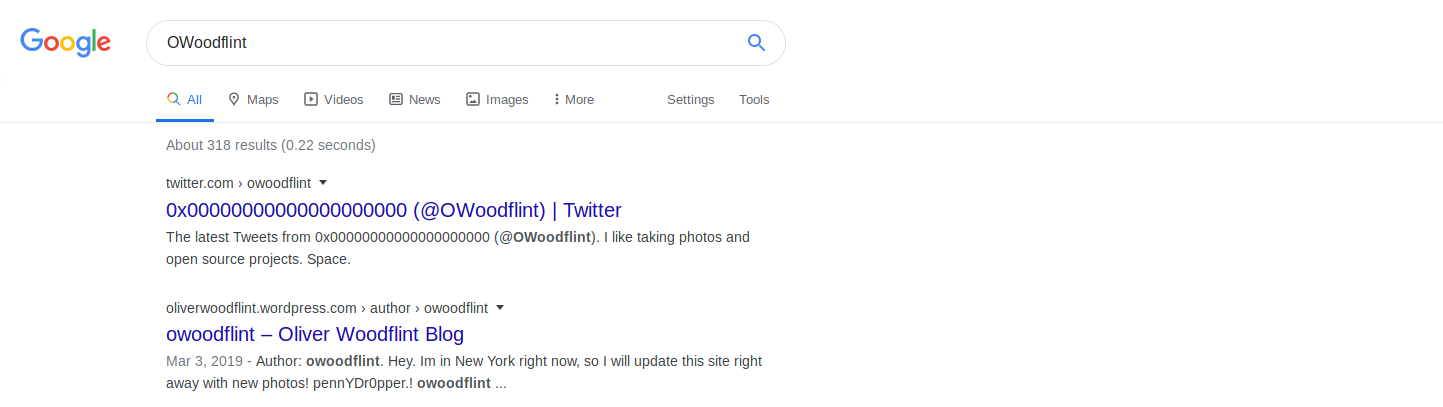 Google
OWoodflint
All Maps Videos News Images More Settings Tools
About 318 results (0.22 seconds)
twitter.com › owoodflint
0x00000000000000000000 (@OWoodflint) | Twitter
The latest Tweets from 0x00000000000000000000 (@OWoodflint). I like taking photos and
open source projects. Space.
oliverwoodflint.wordpress.com › author › owoodflint
owoodflint – Oliver Woodflint Blog
Mar 3, 2019 - Author: owoodflint. Hey. Im in New York right now, so I will update this site right
away with new photos! pennYDr0pper.! owoodflint ...